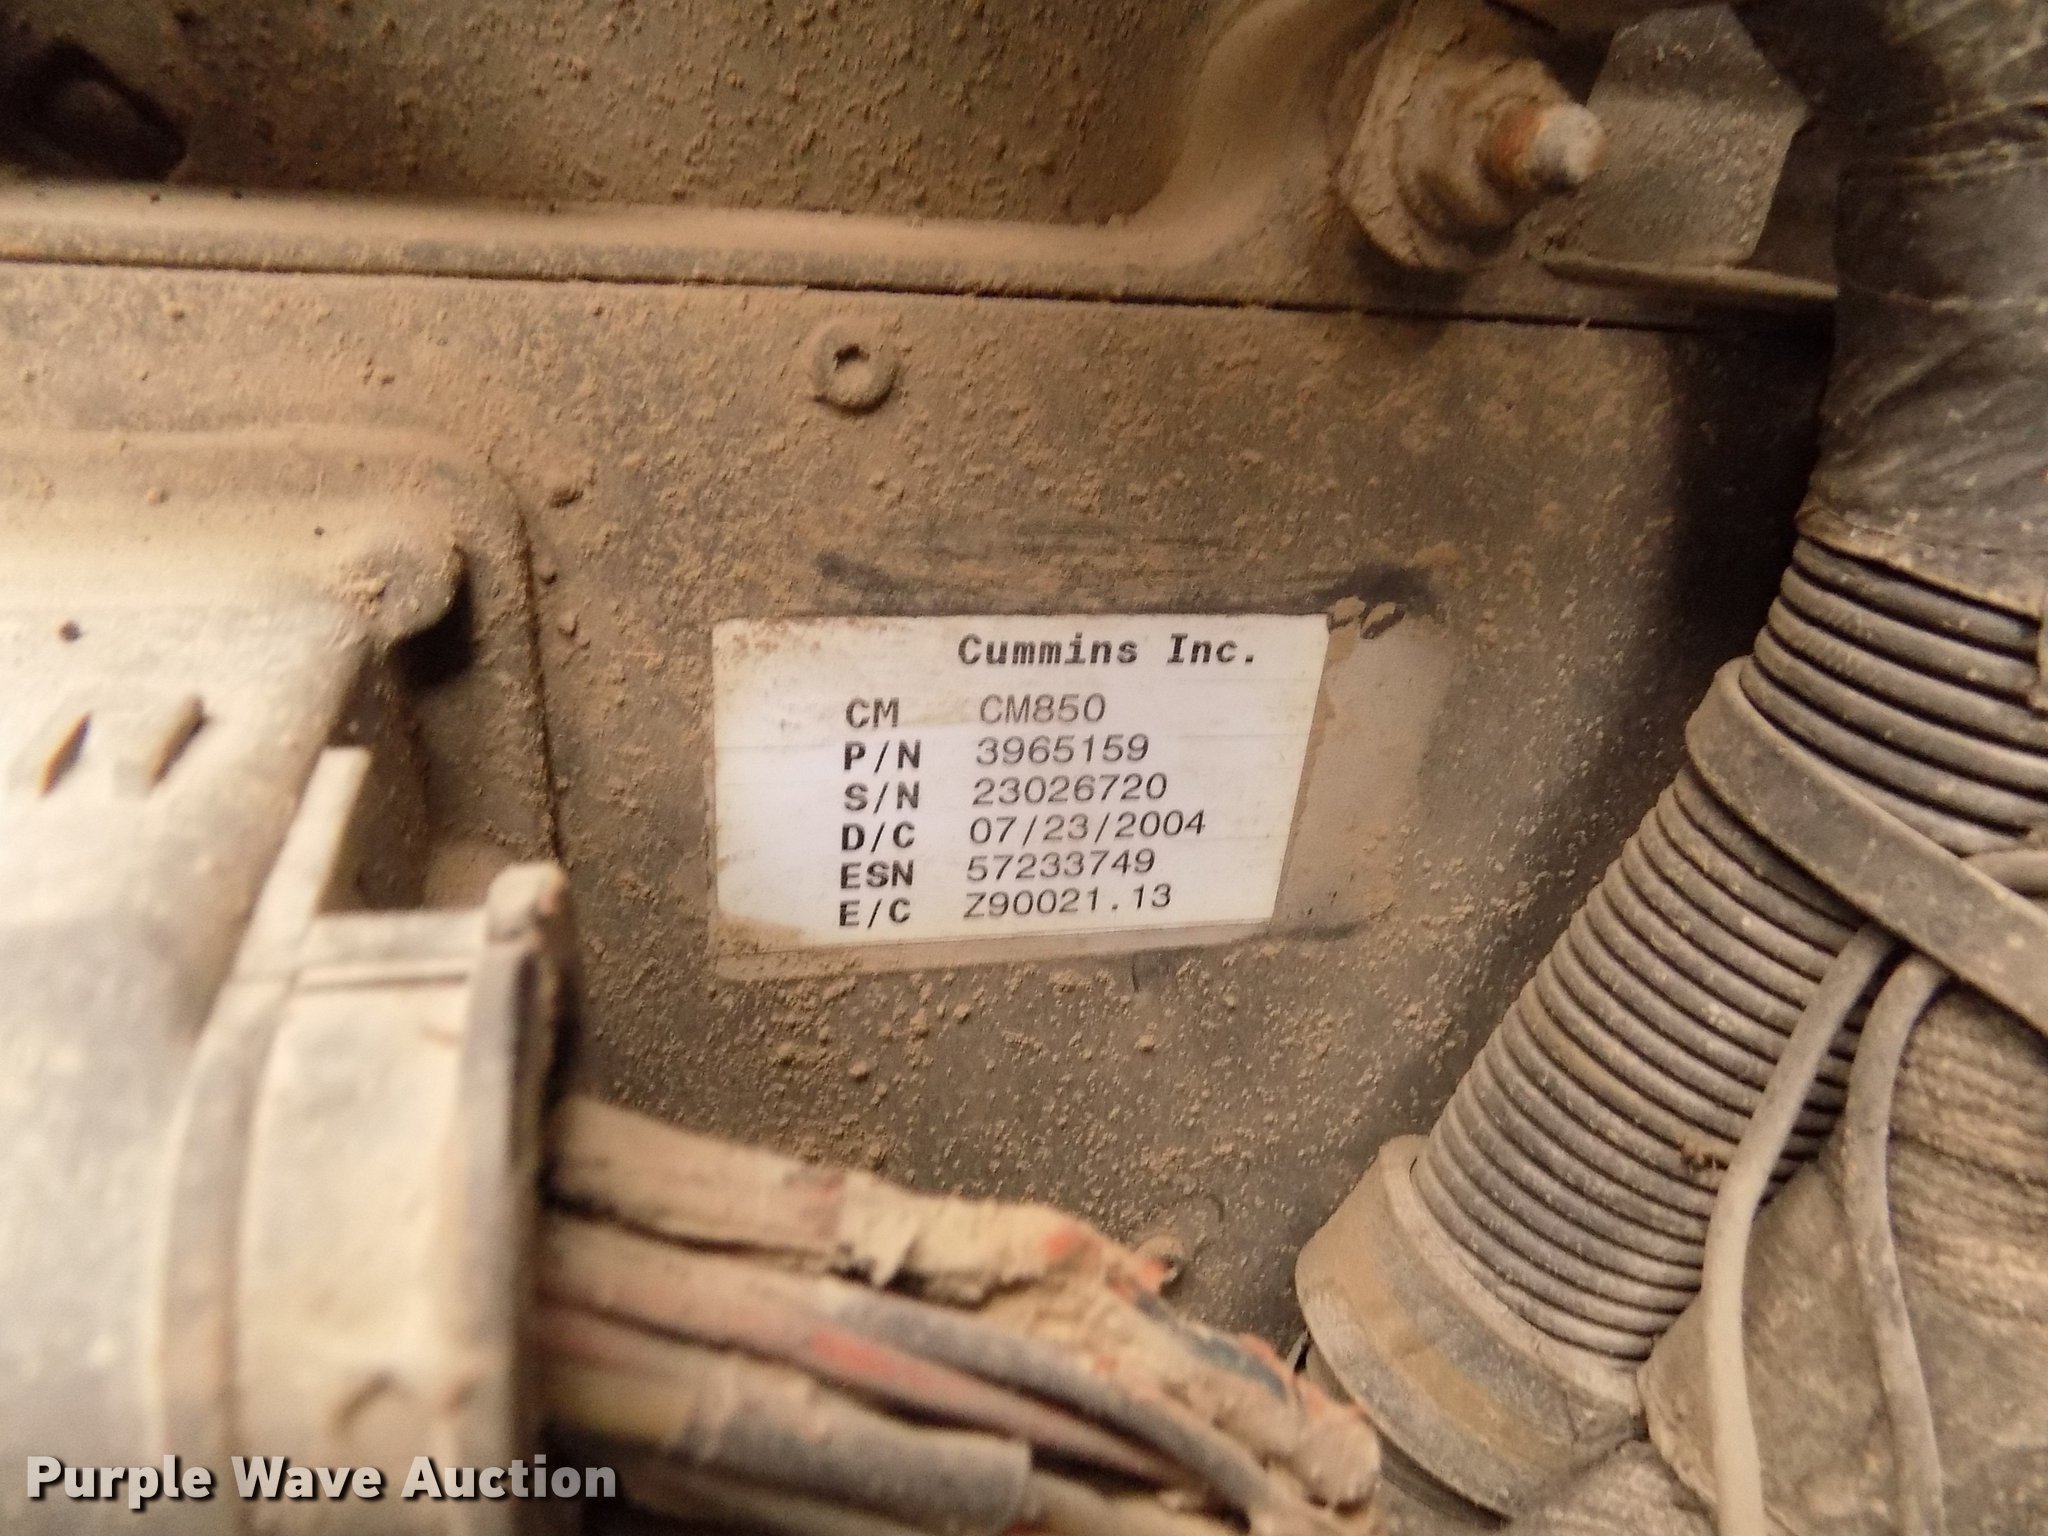 Cummins Inc.
CM CM850
P/N 3965159
S/N 23026720
D/C 07/23/2004
ESN 57233749
E/C Z90021.13
Purple Wave Auction